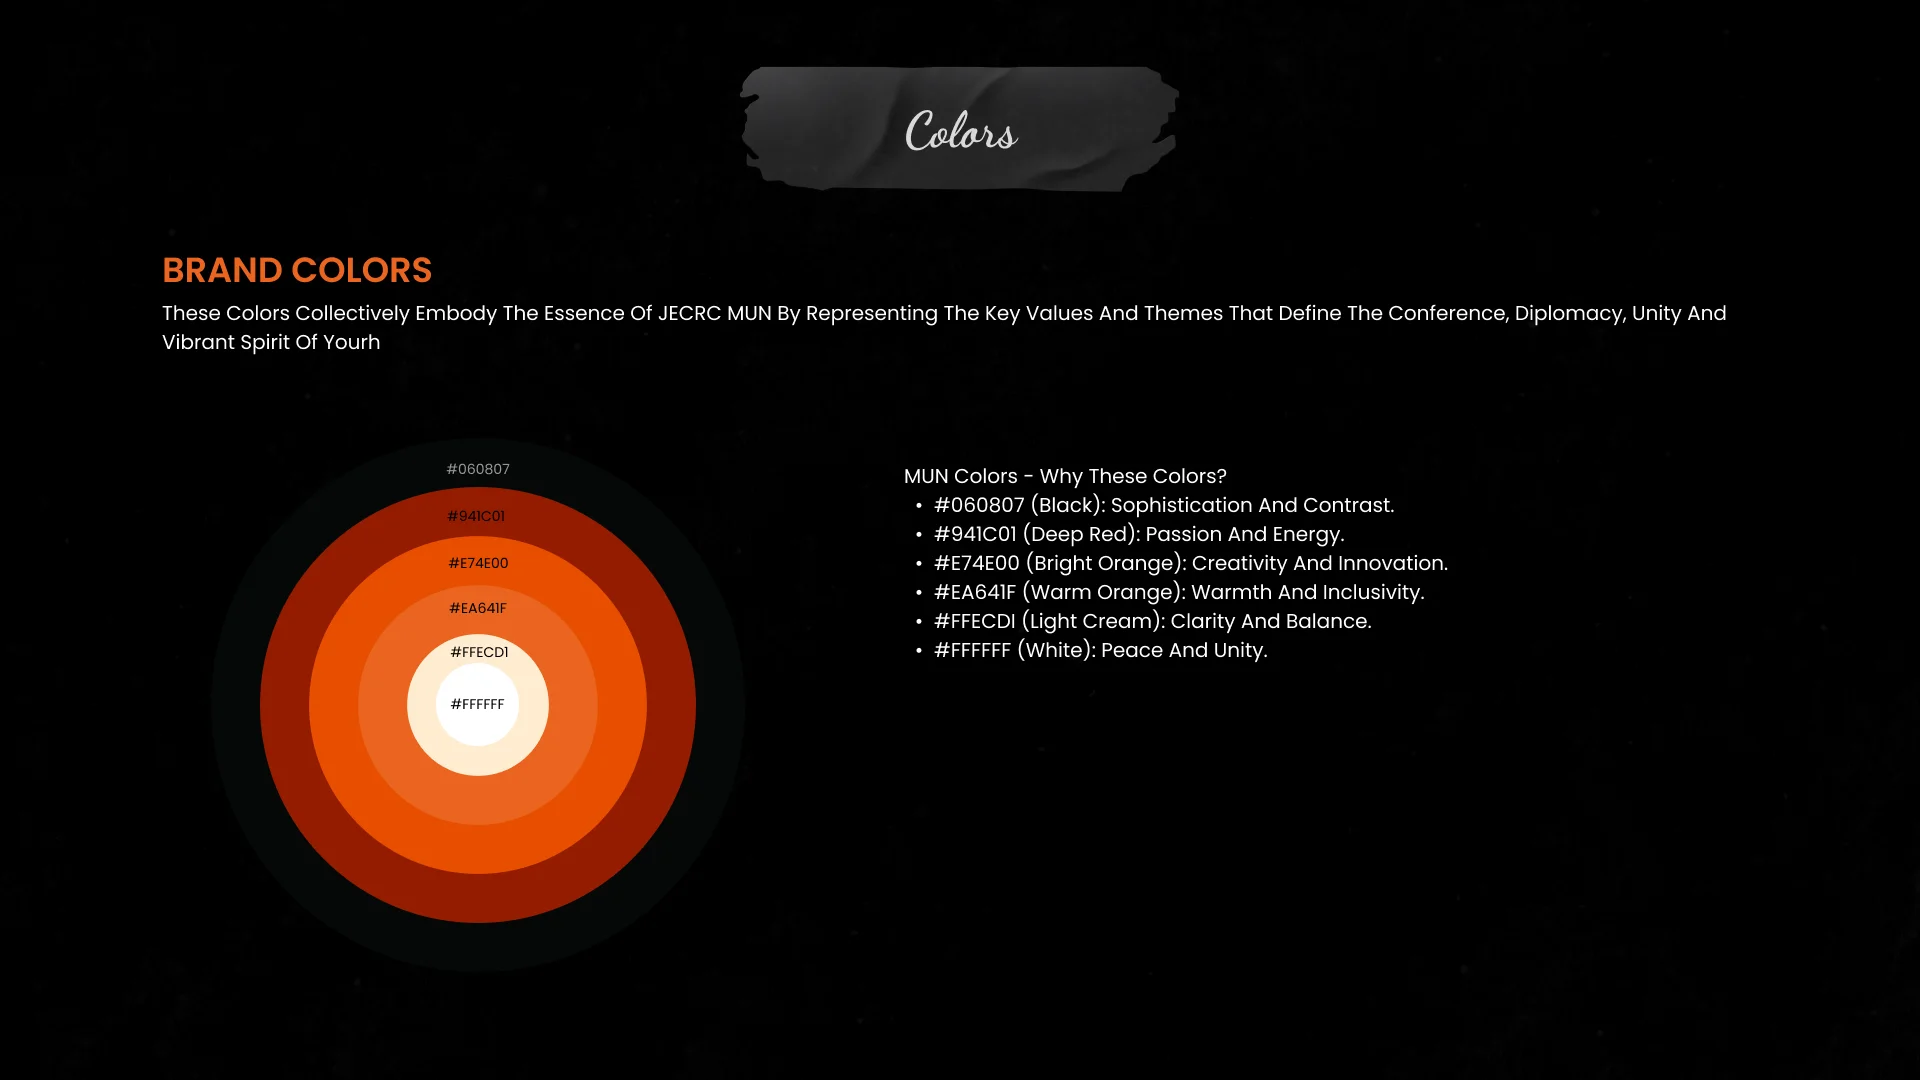 Colors
BRAND COLORS
These Colors Collectively Embody The Essence Of JECRC MUN By Representing The Key Values And Themes That Define The Conference, Diplomacy, Unity And
Vibrant Spirit Of Yourh
#060807
#941C01
#E74E00
#EA641F
#FFECD1
#FFFFFF
MUN Colors - Why These Colors?
• #060807 (Black): Sophistication And Contrast.
• #941C01 (Deep Red): Passion And Energy.
• #E74E00 (Bright Orange): Creativity And Innovation.
• #EA641F (Warm Orange): Warmth And Inclusivity.
• #FFECDI (Light Cream): Clarity And Balance.
• #FFFFFF (White): Peace And Unity.